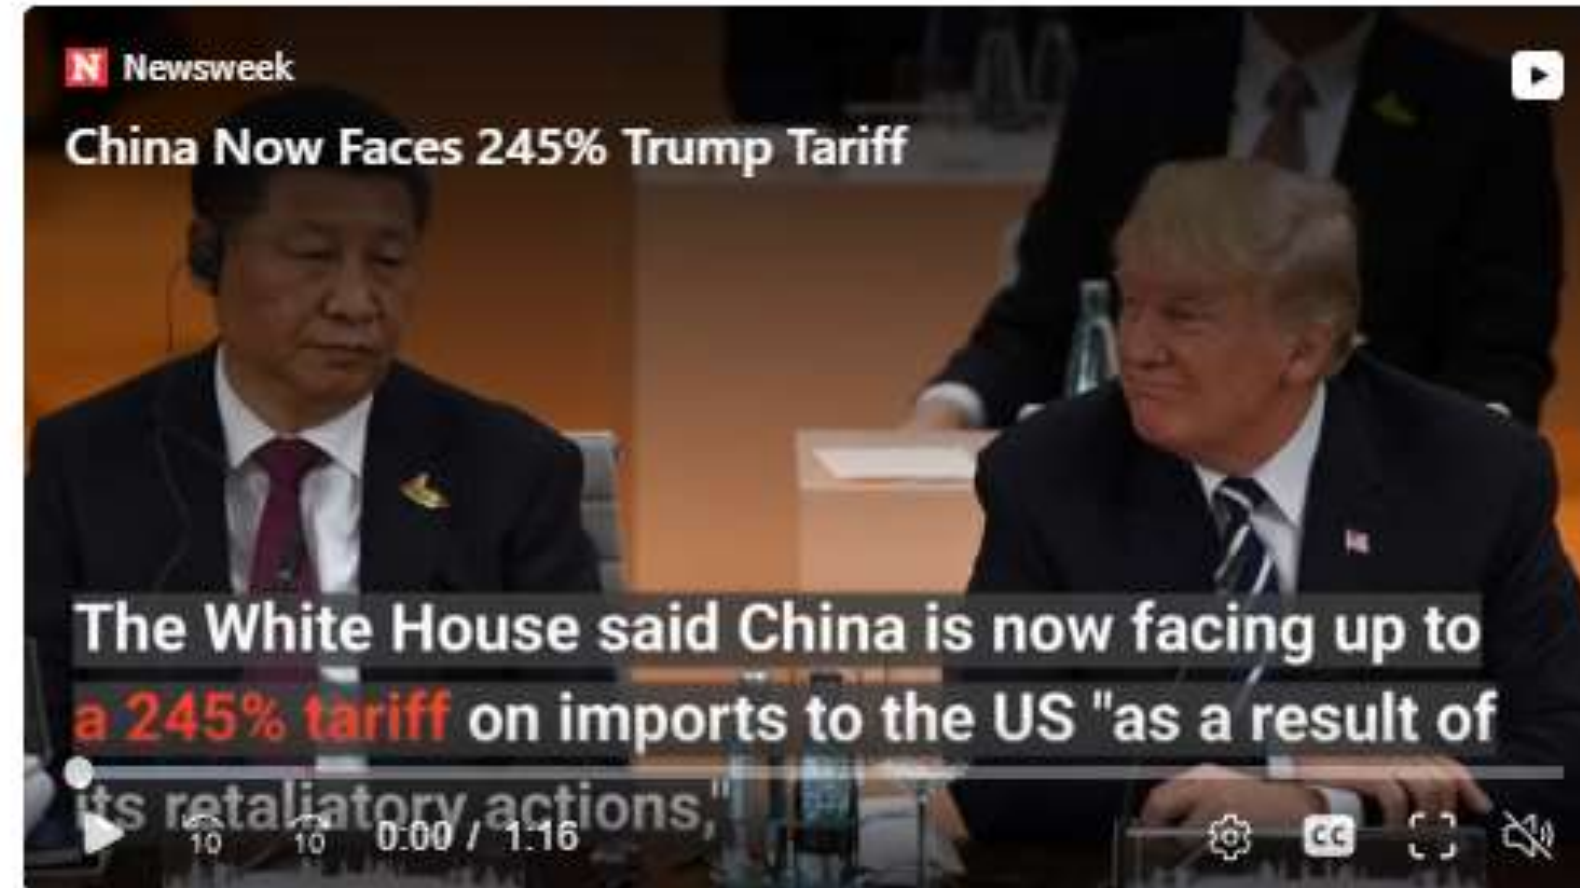 N Newsweek
China Now Faces 245% Trump Tariff
The White House said China is now facing up to
a 245% tariff on imports to the US "as a result of
its retaliatory actions,"
10 10 0:00 / 1:16 CC